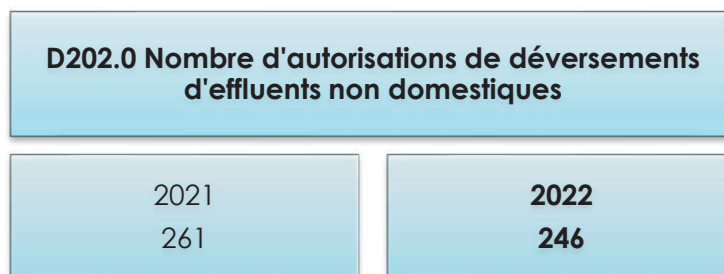 D202.0 Nombre d'autorisations de déversements
d'effluents non domestiques
2021
261
2022
246